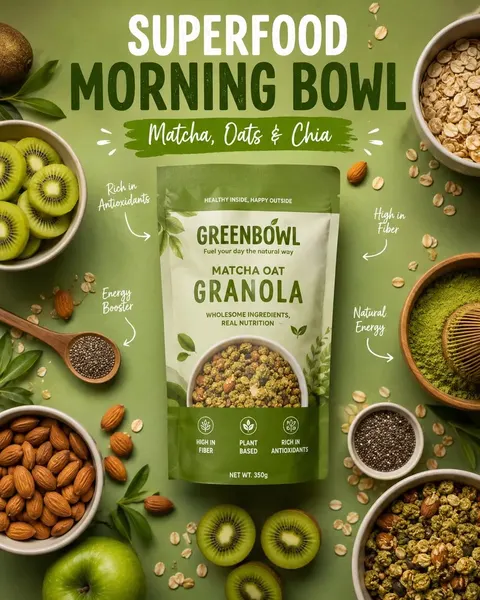 SUPERFOOD
MORNING BOWL
Matcha, Oats & Chia
Rich in
Antioxidants
High in
Fiber
Energy
Booster
Natural
Energy
HEALTHY INSIDE, HAPPY OUTSIDE
GREENBOWL
Fuel your day the natural way
MATCHA OAT
GRANOLA
WHOLESOME INGREDIENTS,
REAL NUTRITION
HIGH IN
FIBER
PLANT
BASED
RICH IN
ANTIOXIDANTS
NET WT. 350g